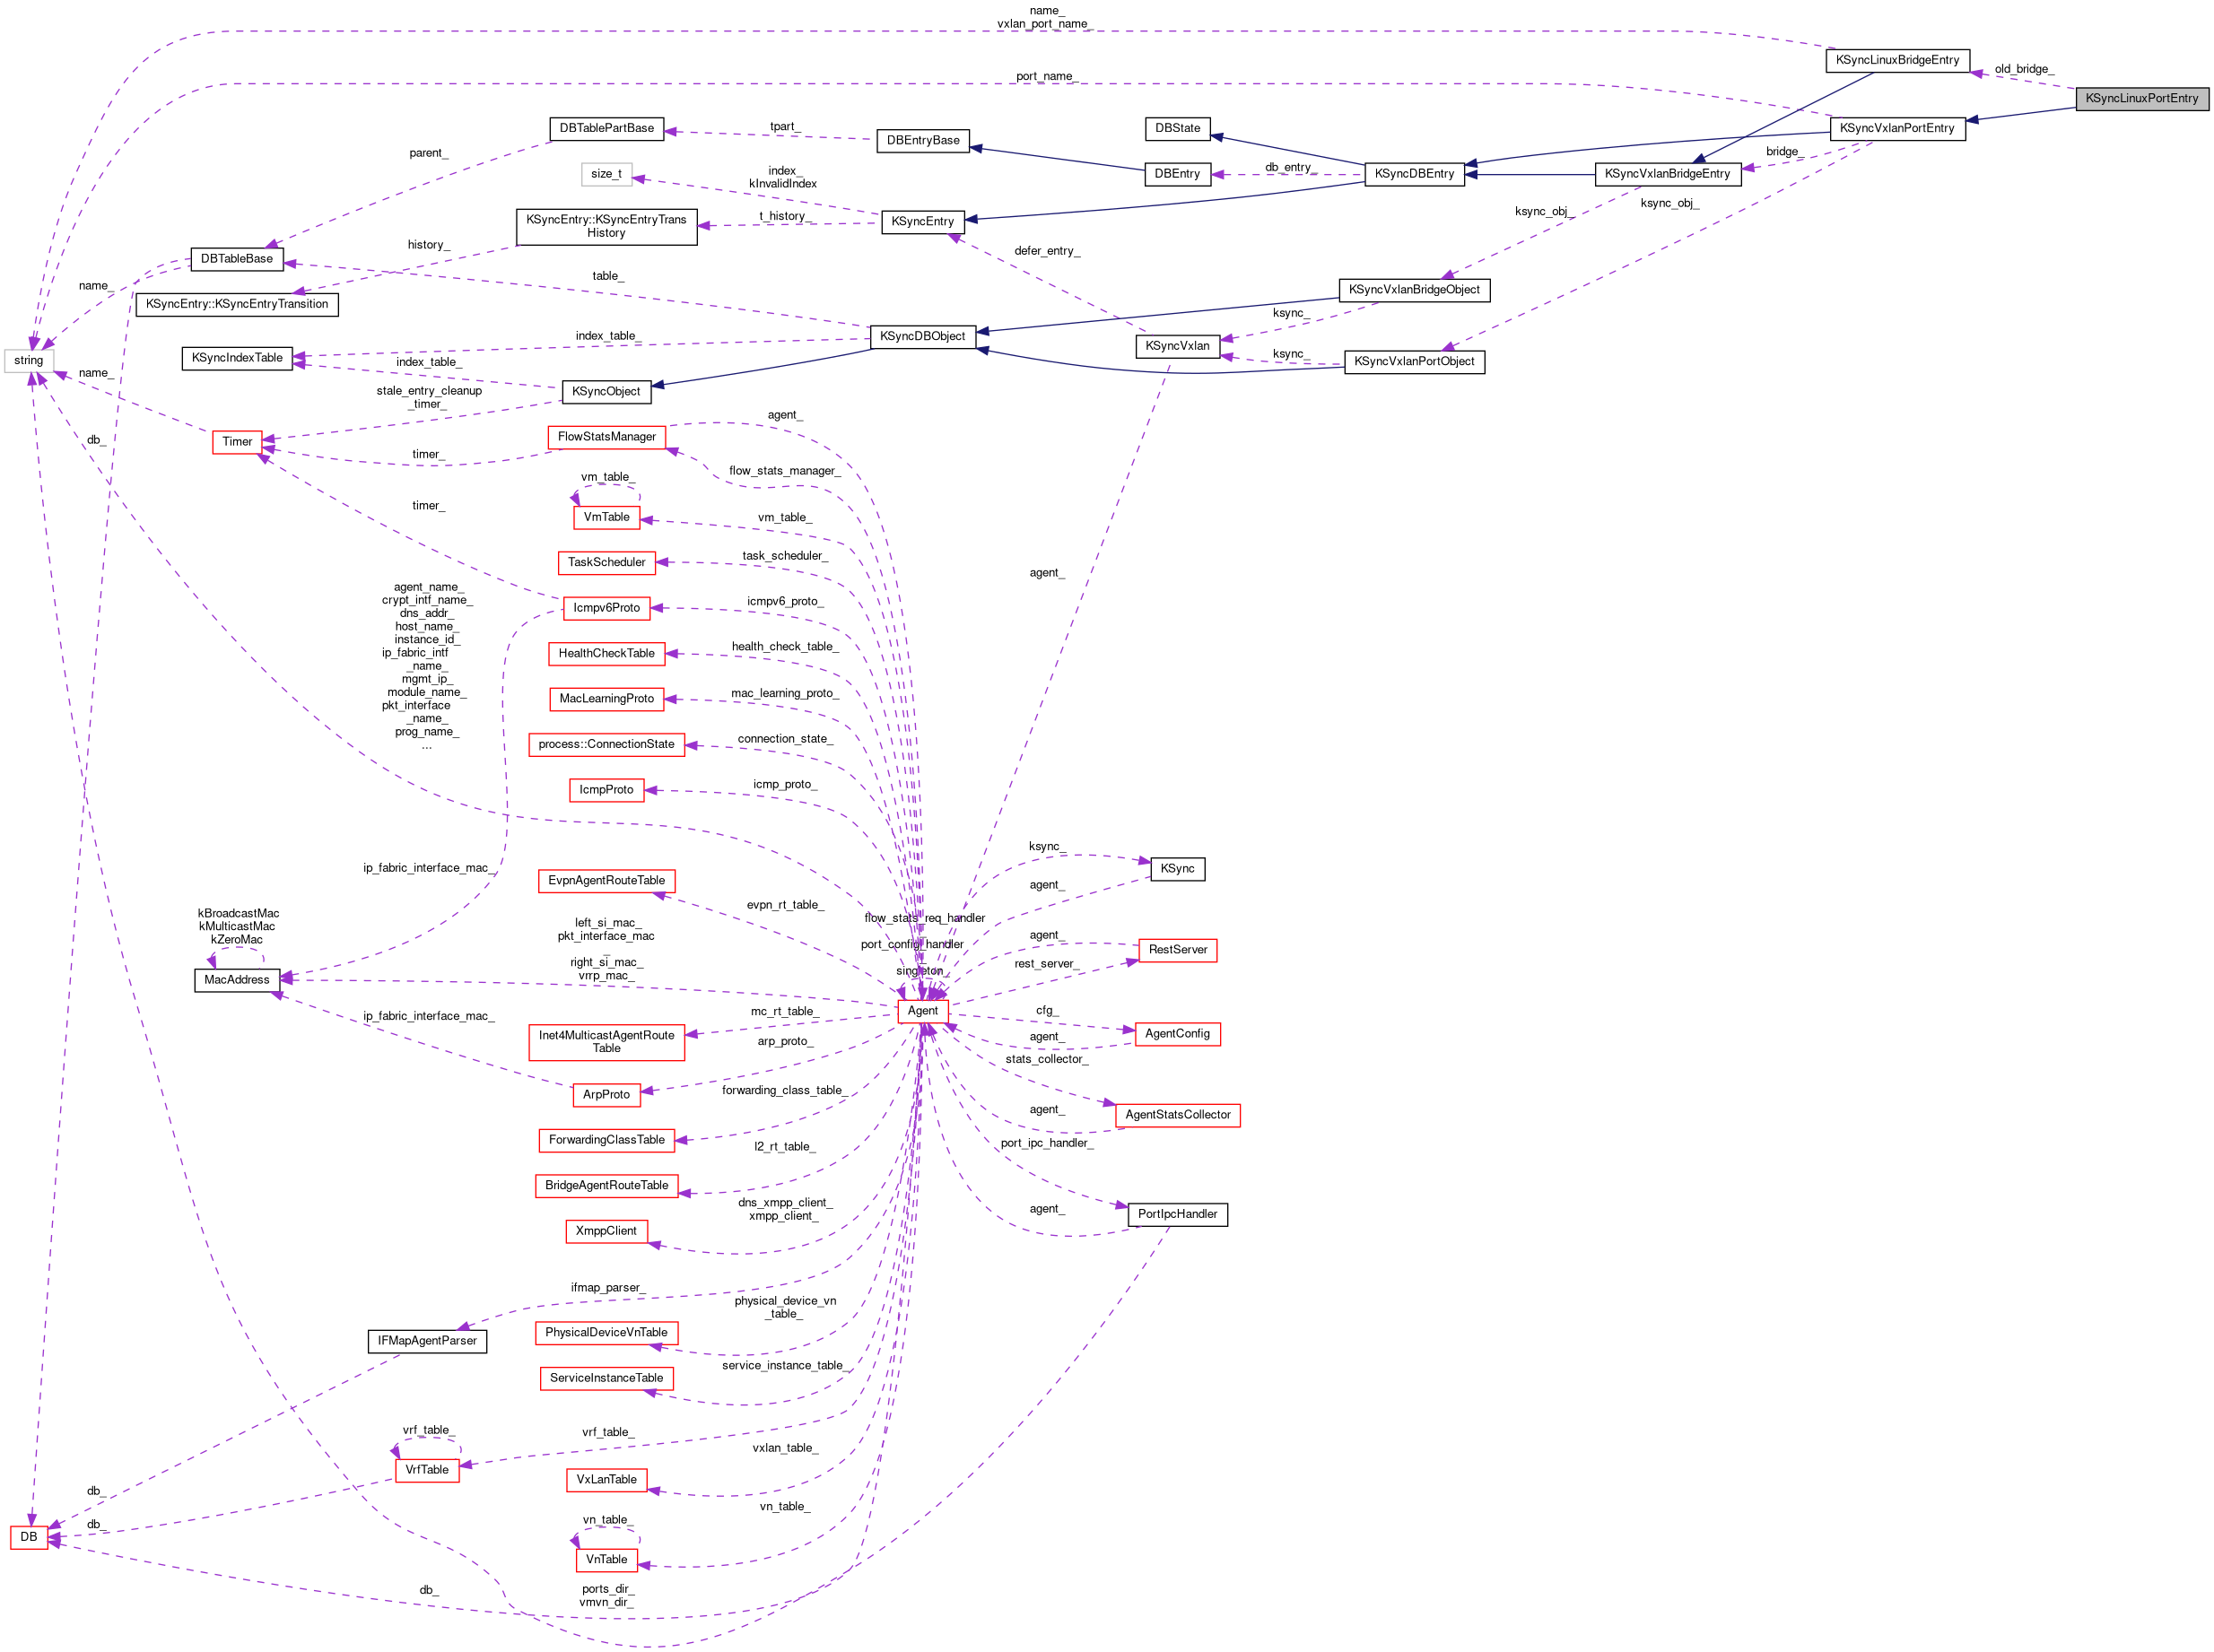 name_
vxlan_port_name_
KSyncLinuxBridgeEntry
old_bridge_
port_name_
KSyncLinuxPortEntry
DBTablePartBase
tpart_
DBState
KSyncVxlanPortEntry
DBEntryBase
parent_
bridge_
index_
kInvalidIndex
size_t
DBEntry
db_entry_
KSyncDBEntry
KSyncVxlanBridgeEntry
ksync_obj_
ksync_obj_
KSyncEntry::KSyncEntryTrans
History
t_history_
KSyncEntry
history_
defer_entry_
DBTableBase
table_
name_
KSyncVxlanBridgeObject
KSyncEntry::KSyncEntryTransition
ksync_
index_table_
KSyncDBObject
KSyncVxlan
ksync_
string
KSyncIndexTable
index_table_
KSyncVxlanPortObject
name_
KSyncObject
stale_entry_cleanup
_timer_
agent_
db_
Timer
FlowStatsManager
timer_
flow_stats_manager_
vm_table_
timer_
VmTable
vm_table_
TaskScheduler
task_scheduler_
agent_
agent_name_
crypt_intf_name_
dns_addr_
host_name_
instance_id_
ip_fabric_intf
_name_
mgmt_ip_
module_name_
pkt_interface
_name_
prog_name_
...
Icmpv6Proto
icmpv6_proto_
HealthCheckTable
health_check_table_
MacLearningProto
mac_learning_proto_
process::ConnectionState
connection_state_
IcmpProto
icmp_proto_
ksync_
KSync
ip_fabric_interface_mac_
EvpnAgentRouteTable
agent_
evpn_rt_table_
kBroadcastMac
kMulticastMac
kZeroMac
left_si_mac_
pkt_interface_mac
_
right_si_mac_
vrrp_mac_
flow_stats_req_handler
_
port_config_handler
_
singleton_
agent_
RestServer
rest_server_
MacAddress
ip_fabric_interface_mac_
mc_rt_table_
Agent
cfg_
Inet4MulticastAgentRoute
Table
arp_proto_
agent_
AgentConfig
stats_collector_
ArpProto
forwarding_class_table_
agent_
AgentStatsCollector
ForwardingClassTable
l2_rt_table_
port_ipc_handler_
BridgeAgentRouteTable
dns_xmpp_client_
xmpp_client_
agent_
PortIpcHandler
XmppClient
ifmap_parser_
physical_device_vn
_table_
IFMapAgentParser
PhysicalDeviceVnTable
service_instance_table_
ServiceInstanceTable
vrf_table_
vrf_table_
vxlan_table_
VrfTable
VxLanTable
db_
vn_table_
vn_table_
db_
DB
VnTable
db_
ports_dir_
vmvn_dir_